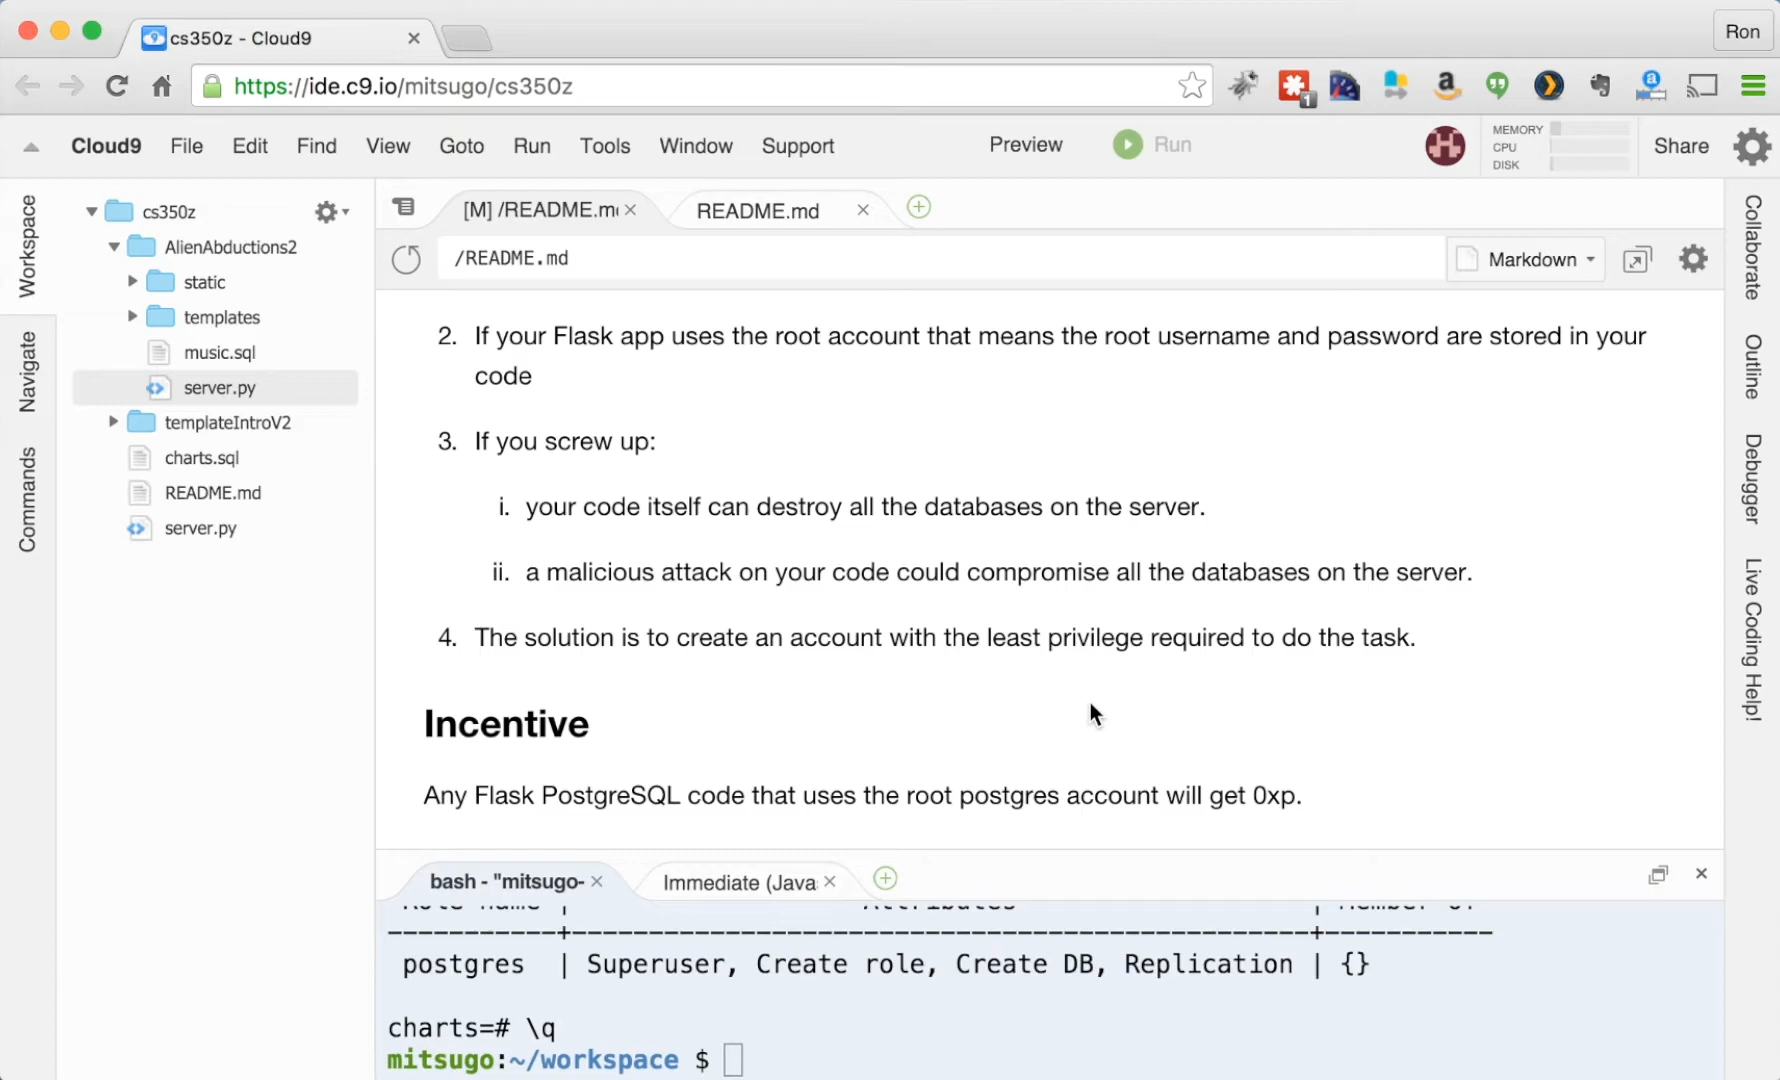 cs350z - Cloud9
Ron
https://ide.c9.io/mitsugo/cs350z
1
a
a
Cloud9 File Edit Find View Goto Run Tools Window Support Preview Run
MEMORY
CPU
DISK
Share
Workspace
Navigate
Commands
cs350z
AlienAbductions2
static
templates
music.sql
server.py
templateIntroV2
charts.sql
README.md
server.py
[M] /README.m
README.md
/README.md
Markdown
2. If your Flask app uses the root account that means the root username and password are stored in your
code
3. If you screw up:
i. your code itself can destroy all the databases on the server.
ii. a malicious attack on your code could compromise all the databases on the server.
4. The solution is to create an account with the least privilege required to do the task.
Incentive
Any Flask PostgreSQL code that uses the root postgres account will get 0xp.
Collaborate
Outline
Debugger
Live Coding Help!
bash - "mitsugo-
Immediate (Java
Role name | Attributes | Member of
-----------+------------------------------------------------+-----------
postgres | Superuser, Create role, Create DB, Replication | {}
charts=# \q
mitsugo:~/workspace $